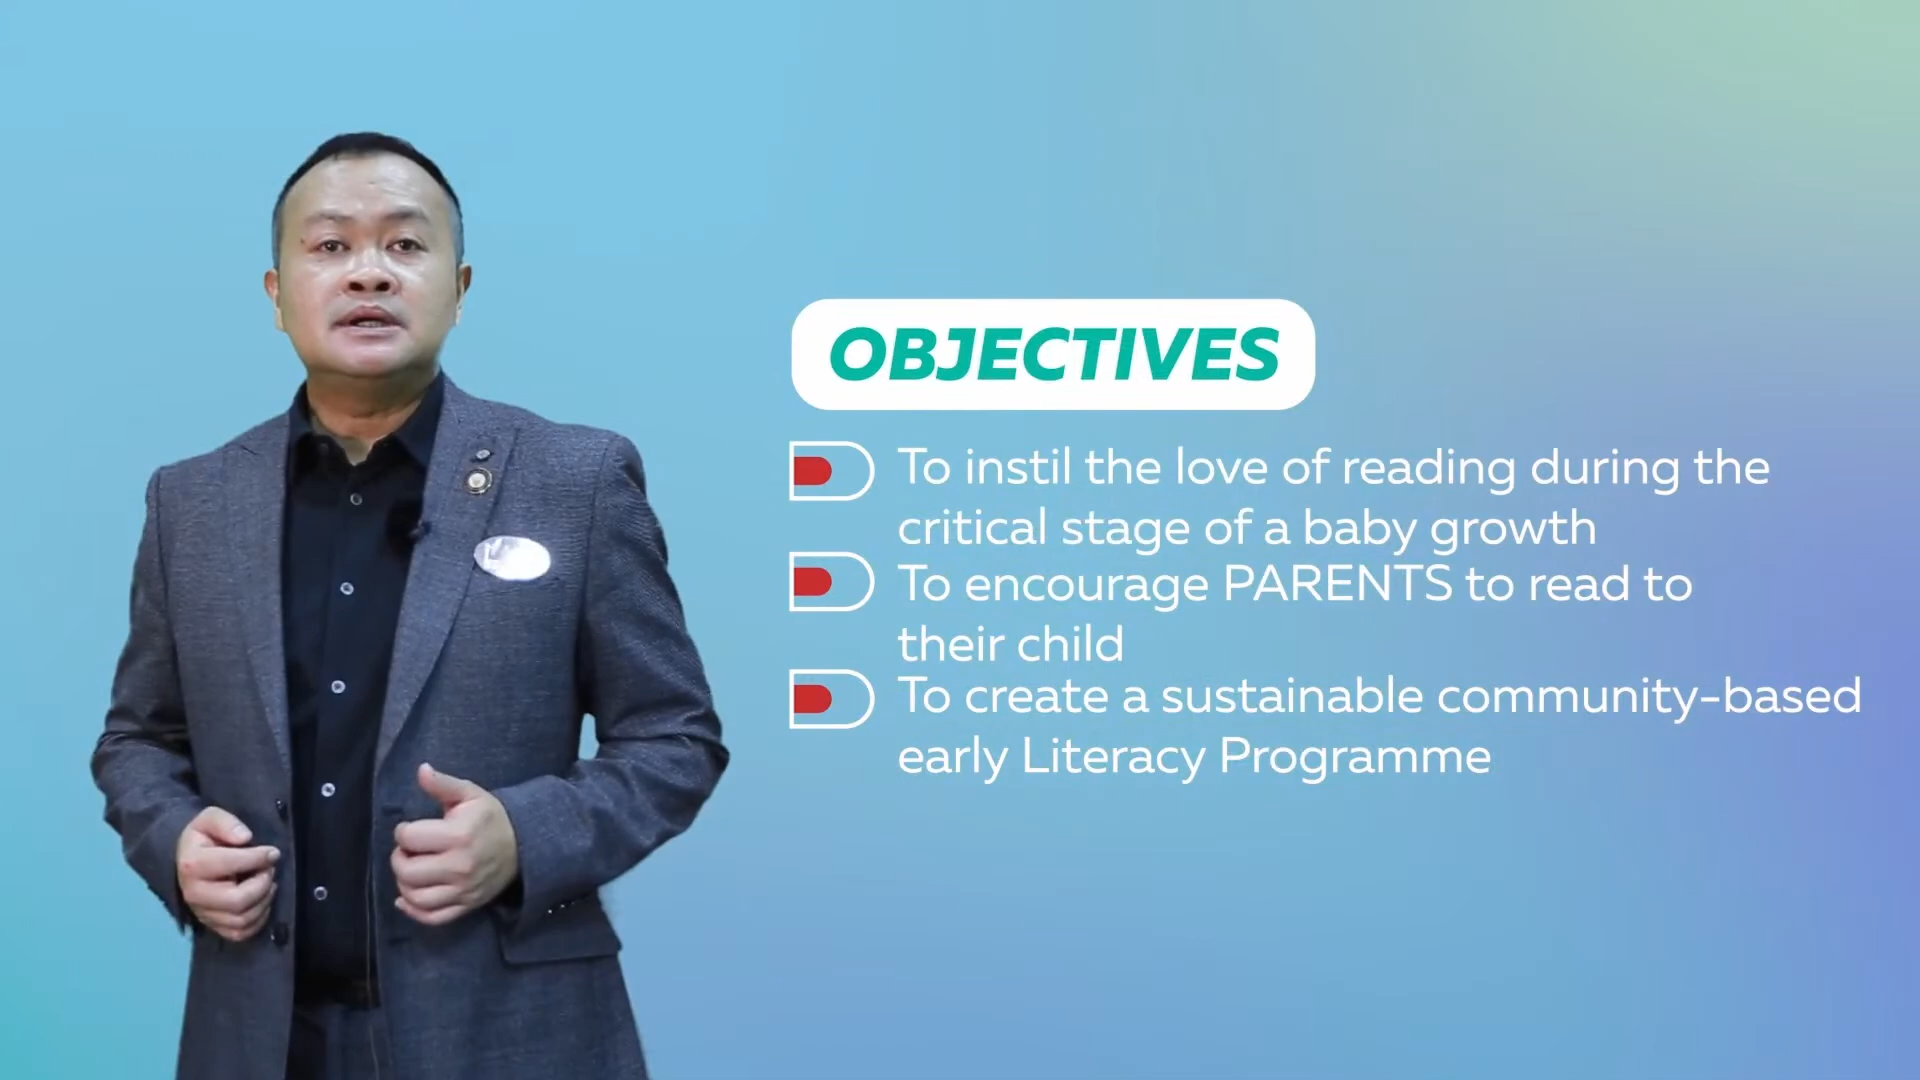 OBJECTIVES
To instil the love of reading during the
critical stage of a baby growth
To encourage PARENTS to read to
their child
To create a sustainable community-based
early Literacy Programme